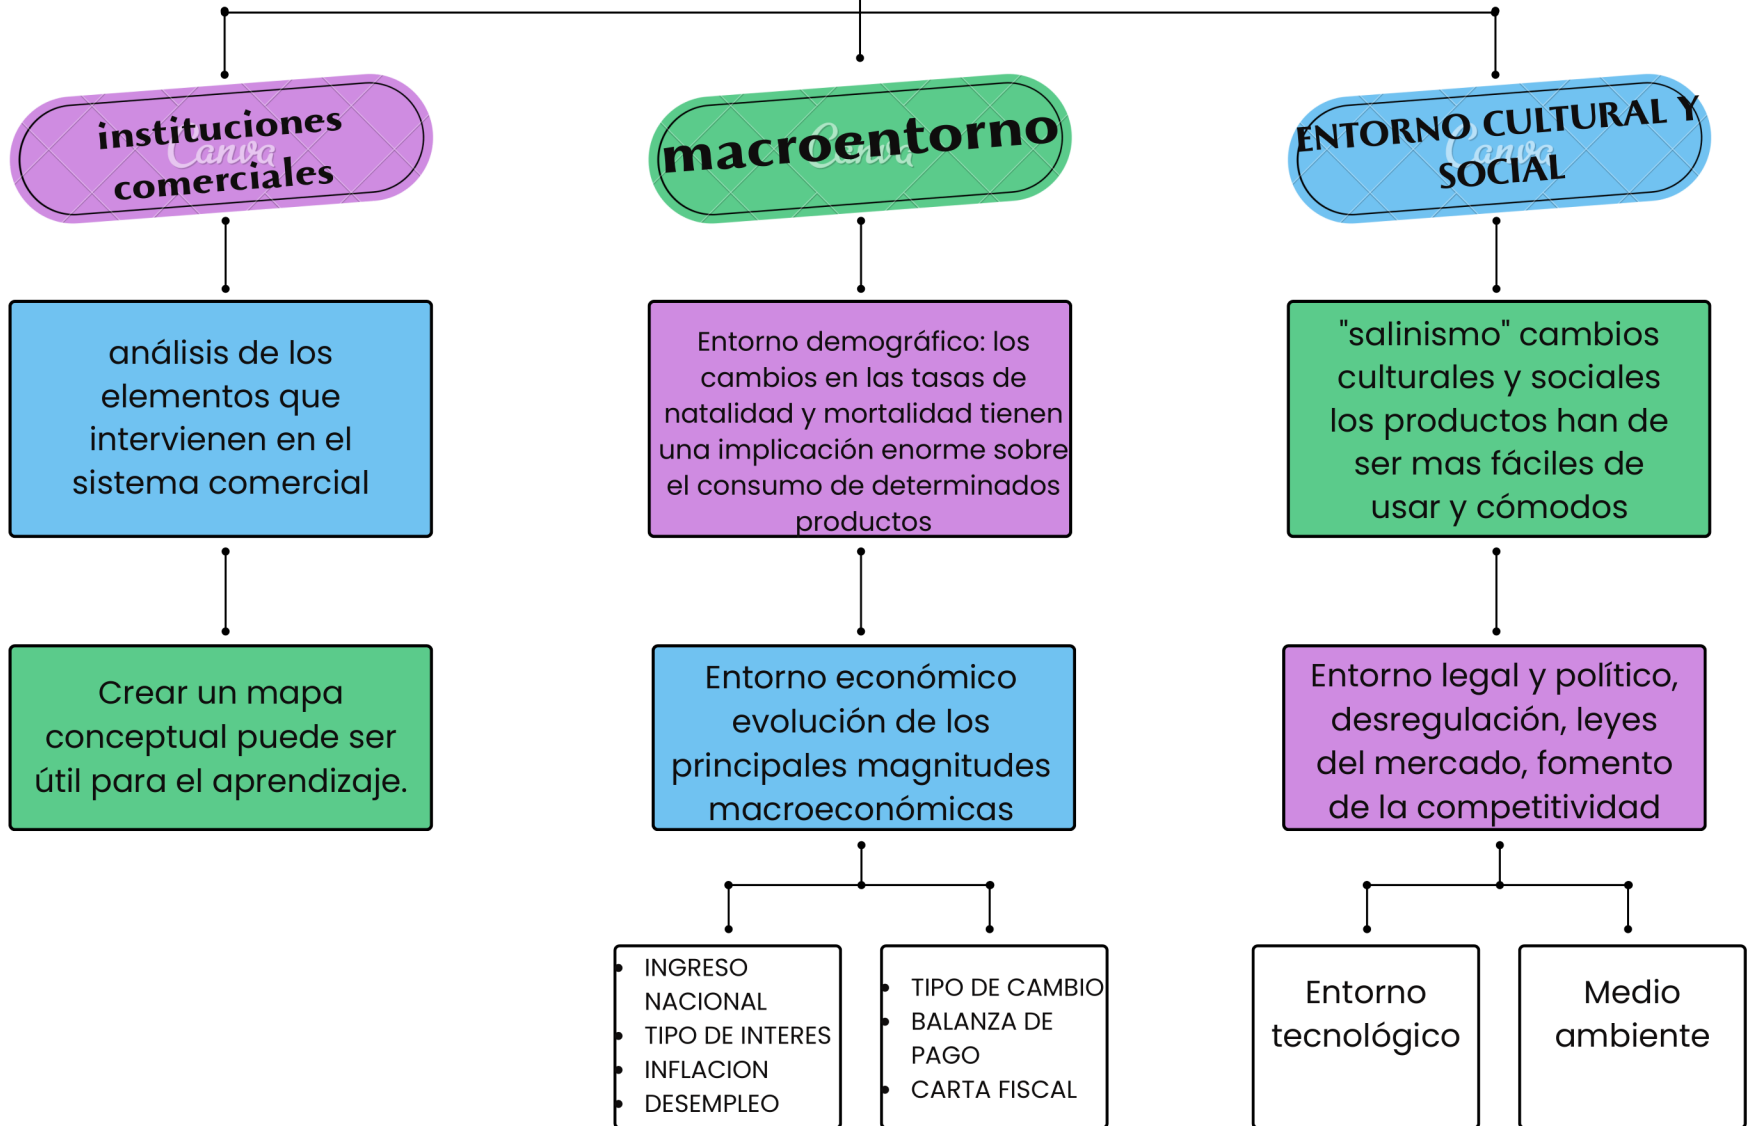 instituciones
comerciales
Canva
análisis de los
elementos que
intervienen en el
sistema comercial
Crear un mapa
conceptual puede ser
útil para el aprendizaje.
macroentorno
Canva
Entorno demográfico: los
cambios en las tasas de
natalidad y mortalidad tienen
una implicación enorme sobre
el consumo de determinados
productos
Entorno económico
evolución de los
principales magnitudes
macroeconómicas
INGRESO
NACIONAL
TIPO DE INTERES
INFLACION
DESEMPLEO
TIPO DE CAMBIO
BALANZA DE
PAGO
CARTA FISCAL
ENTORNO CULTURAL Y
SOCIAL
Canva
"salinismo" cambios
culturales y sociales
los productos han de
ser mas fáciles de
usar y cómodos
Entorno legal y político,
desregulación, leyes
del mercado, fomento
de la competitividad
Entorno
tecnológico
Medio
ambiente